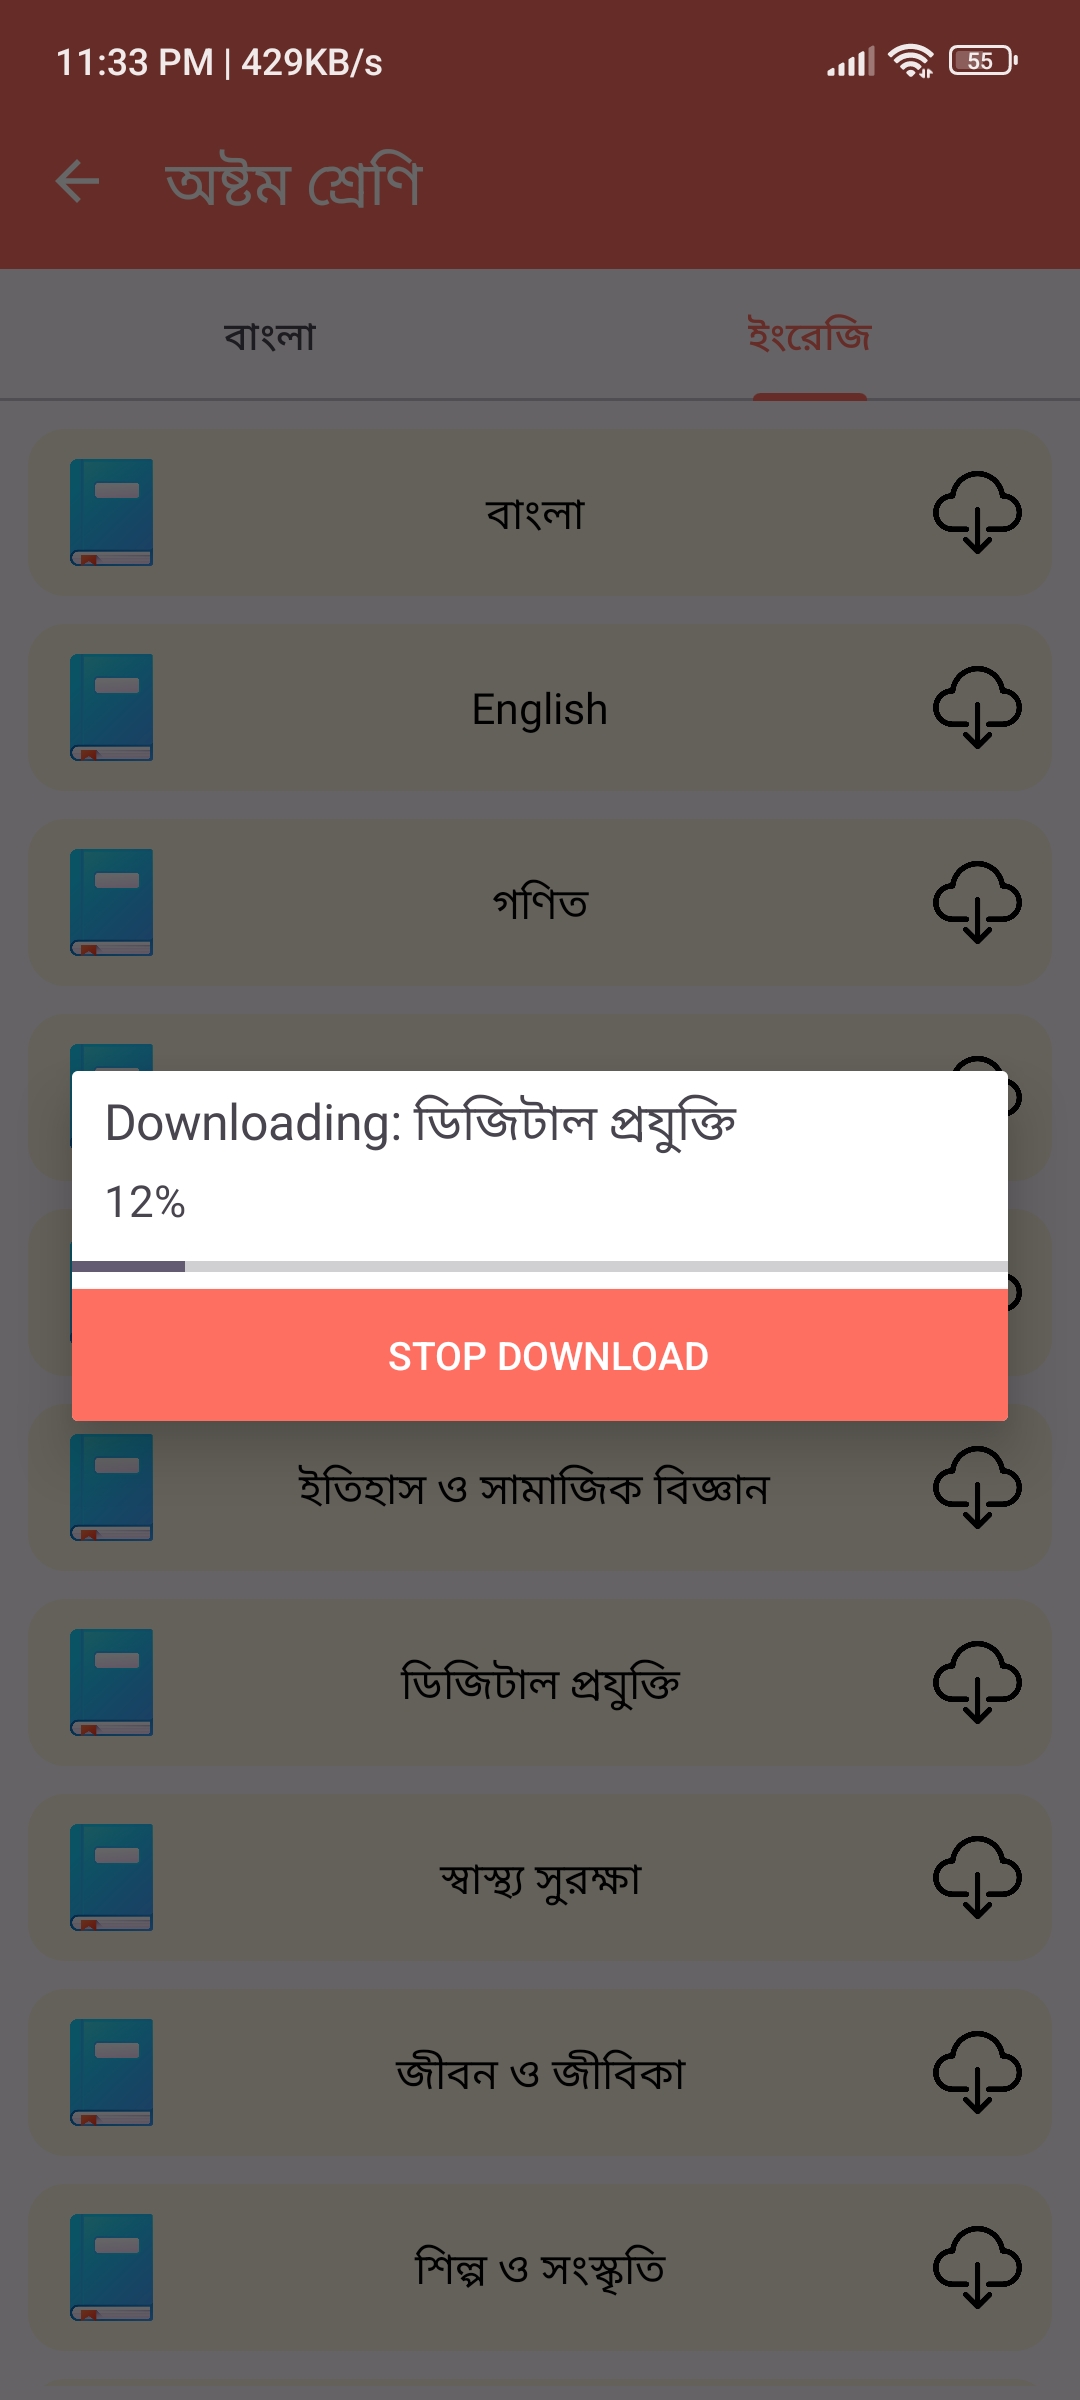 11:33 PM | 429KB/s 55
অষ্টম শ্রেণি
বাংলা ইংরেজি
বাংলা
English
গণিত
Downloading: ডিজিটাল প্রযুক্তি
12%
STOP DOWNLOAD
ইতিহাস ও সামাজিক বিজ্ঞান
ডিজিটাল প্রযুক্তি
স্বাস্থ্য সুরক্ষা
জীবন ও জীবিকা
শিল্প ও সংস্কৃতি